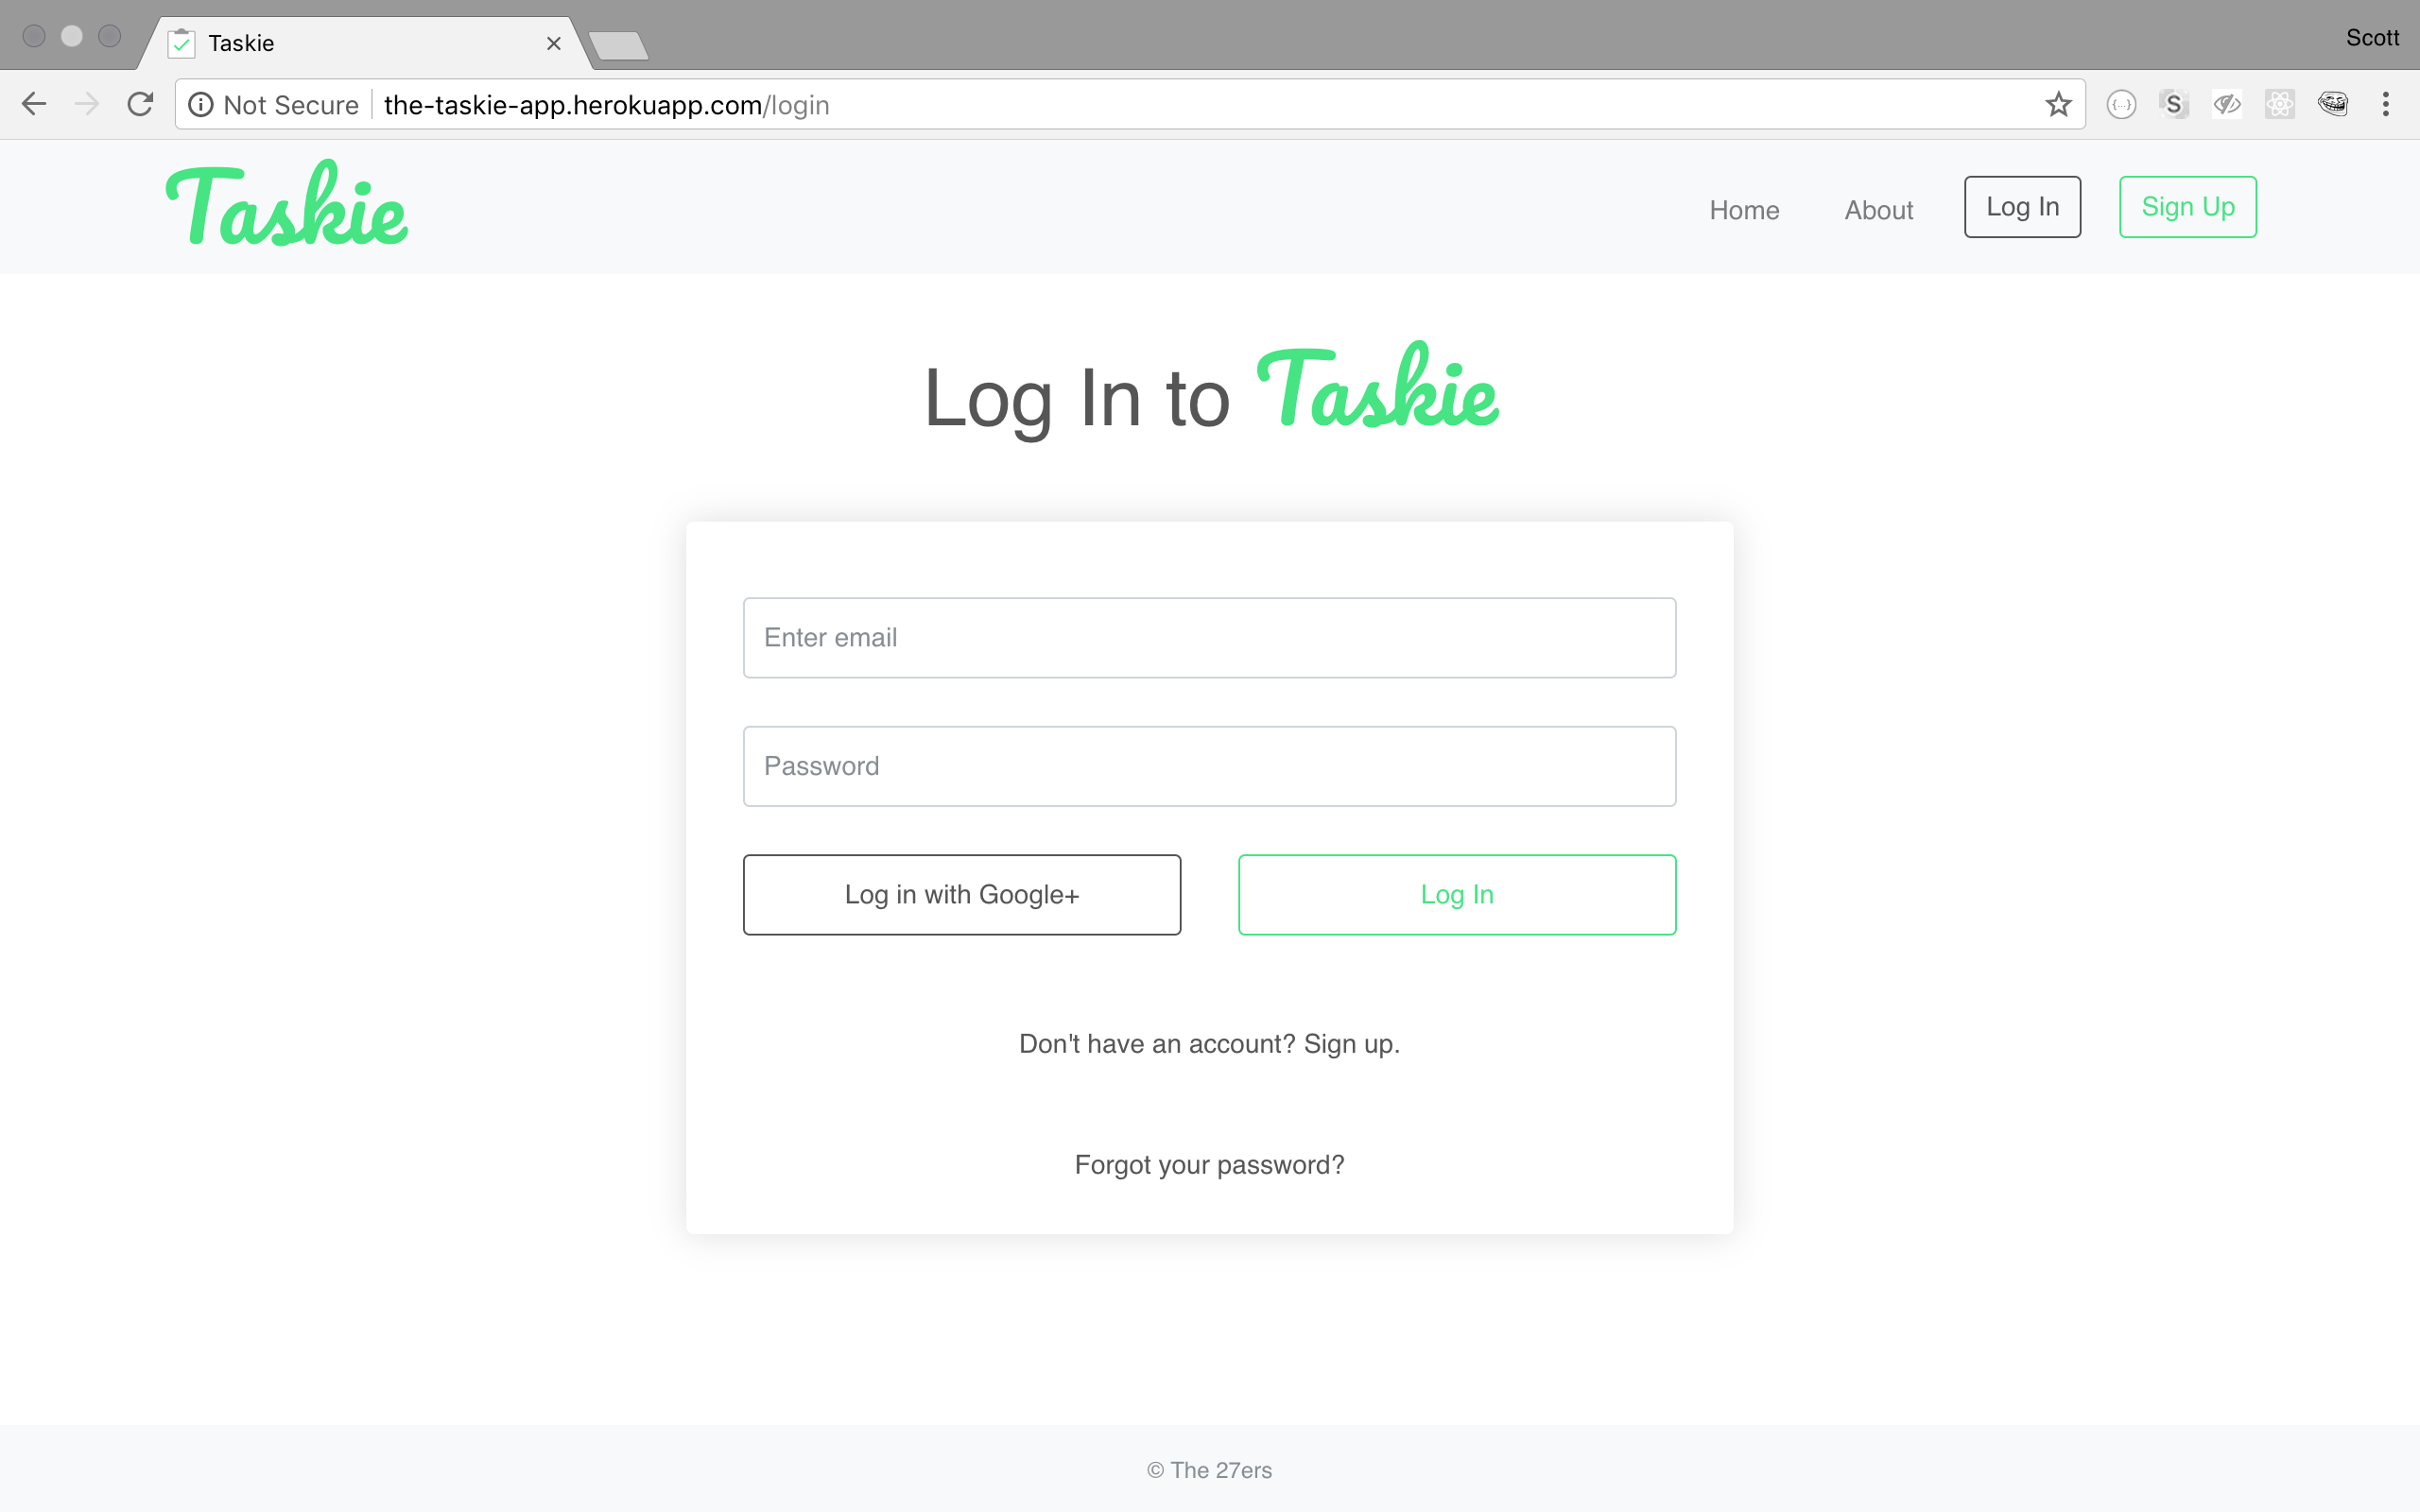 Taskie
Scott
Not Secure
the-taskie-app.herokuapp.com/login
Taskie
Home
About
Log In
Sign Up
Log In to Taskie
Enter email
Password
Log in with Google+
Log In
Don't have an account? Sign up.
Forgot your password?
© The 27ers